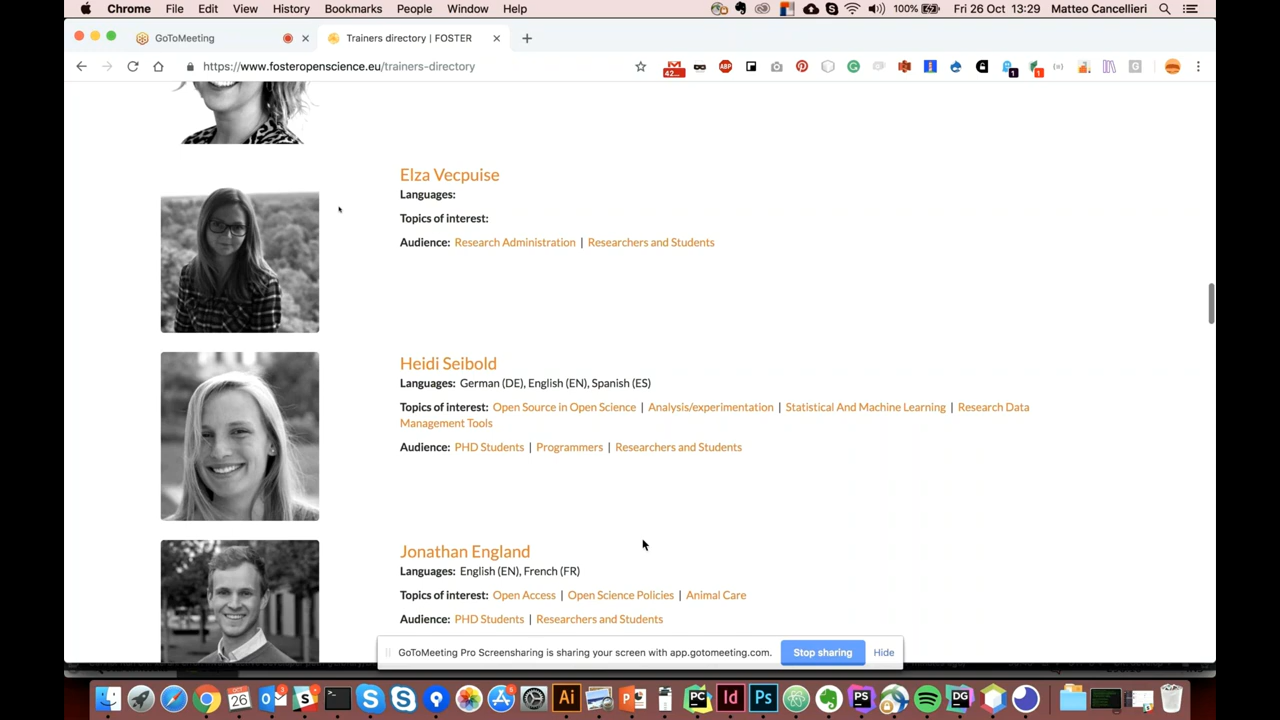 Chrome File Edit View History Bookmarks People Window Help 100% Fri 26 Oct 13:29 Matteo Cancellieri
GoToMeeting Trainers directory | FOSTER
https://www.fosteropenscience.eu/trainers-directory
Elza Vecpuise
Languages:
Topics of interest:
Audience: Research Administration | Researchers and Students
Heidi Seibold
Languages: German (DE), English (EN), Spanish (ES)
Topics of interest: Open Source in Open Science | Analysis/experimentation | Statistical And Machine Learning | Research Data
Management Tools
Audience: PHD Students | Programmers | Researchers and Students
Jonathan England
Languages: English (EN), French (FR)
Topics of interest: Open Access | Open Science Policies | Animal Care
Audience: PHD Students | Researchers and Students
GoToMeeting Pro Screensharing is sharing your screen with app.gotomeeting.com. Stop sharing Hide